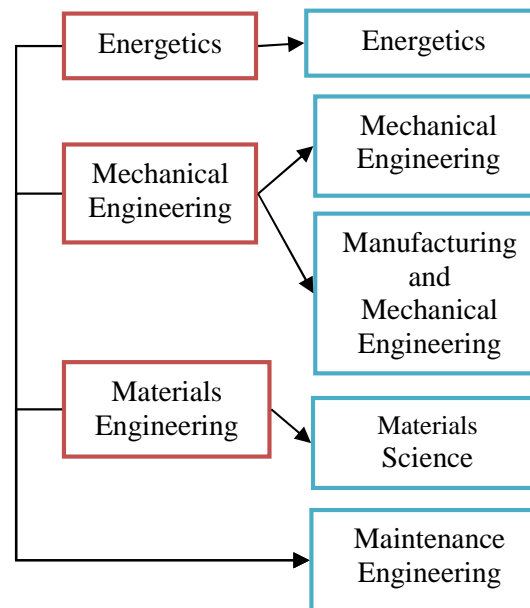 Energetics
Energetics
Mechanical
Engineering
Mechanical
Engineering
Manufacturing
and
Mechanical
Engineering
Materials
Engineering
Materials
Science
Maintenance
Engineering